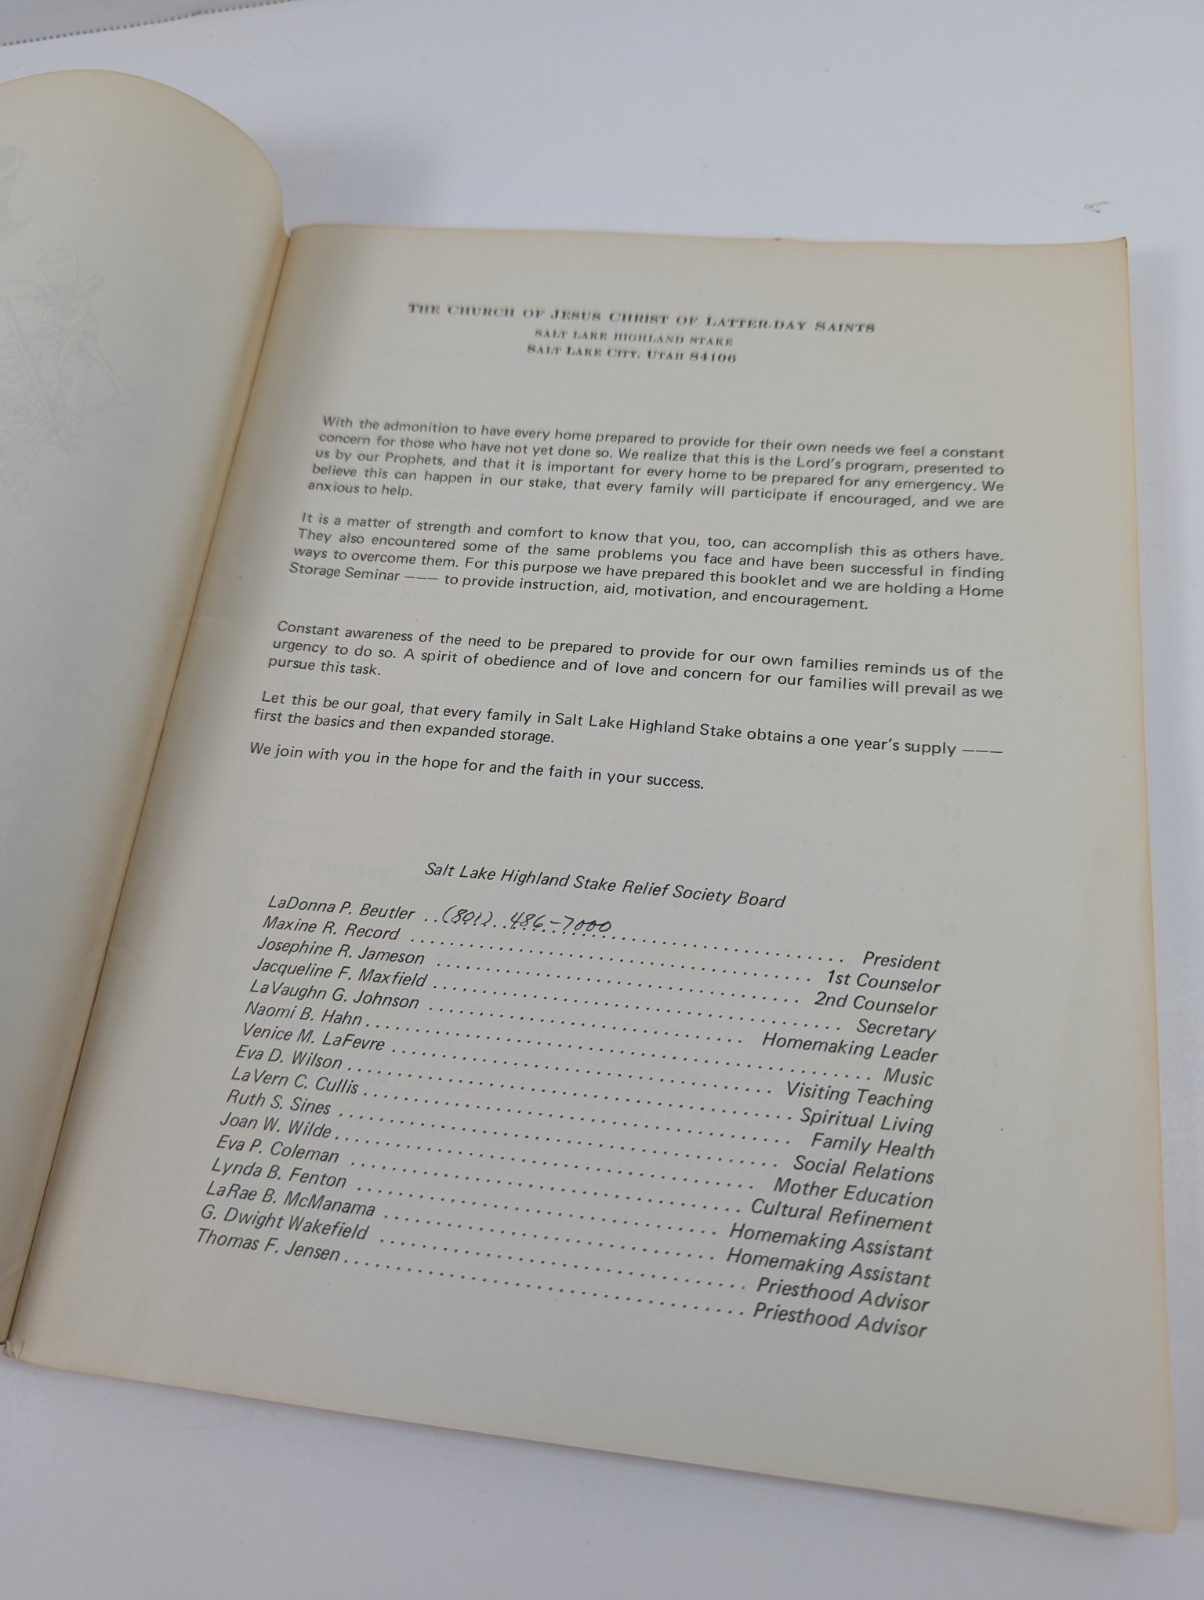 THE CHURCH OF JESUS CHRIST OF LATTER-DAY SAINTS
SALT LAKE HIGHLAND STAKE
SALT LAKE CITY, UTAH 84106
With the admonition to have every home prepared to provide for their own needs we feel a constant
concern for those who have not yet done so. We realize that this is the Lord's program, presented to
us by our Prophets, and that it is important for every home to be prepared for any emergency. We
believe this can happen in our stake, that every family will participate if encouraged, and we are
anxious to help.
It is a matter of strength and comfort to know that you, too, can accomplish this as others have.
They also encountered some of the same problems you face and have been successful in finding
ways to overcome them. For this purpose we have prepared this booklet and we are holding a Home
Storage Seminar ——— to provide instruction, aid, motivation, and encouragement.
Constant awareness of the need to be prepared to provide for our own families reminds us of the
urgency to do so. A spirit of obedience and of love and concern for our families will prevail as we
pursue this task.
Let this be our goal, that every family in Salt Lake Highland Stake obtains a one year's supply ———
first the basics and then expanded storage.
We join with you in the hope for and the faith in your success.
Salt Lake Highland Stake Relief Society Board
LaDonna P. Beutler . . (801) 486-7000 . . . . . . . . . . President
Maxine R. Record . . . . . . . . . . 1st Counselor
Josephine R. Jameson . . . . . . . . . . 2nd Counselor
Jacqueline F. Maxfield . . . . . . . . . . Secretary
LaVaughn G. Johnson . . . . . . . . . . Homemaking Leader
Naomi B. Hahn . . . . . . . . . . Music
Venice M. LaFevre . . . . . . . . . . Visiting Teaching
Eva D. Wilson . . . . . . . . . . Spiritual Living
LaVern C. Cullis . . . . . . . . . . Family Health
Ruth S. Sines . . . . . . . . . . Social Relations
Joan W. Wilde . . . . . . . . . . Mother Education
Eva P. Coleman . . . . . . . . . . Cultural Refinement
Lynda B. Fenton . . . . . . . . . . Homemaking Assistant
LaRae B. McManama . . . . . . . . . . Homemaking Assistant
G. Dwight Wakefield . . . . . . . . . . Priesthood Advisor
Thomas F. Jensen . . . . . . . . . . Priesthood Advisor